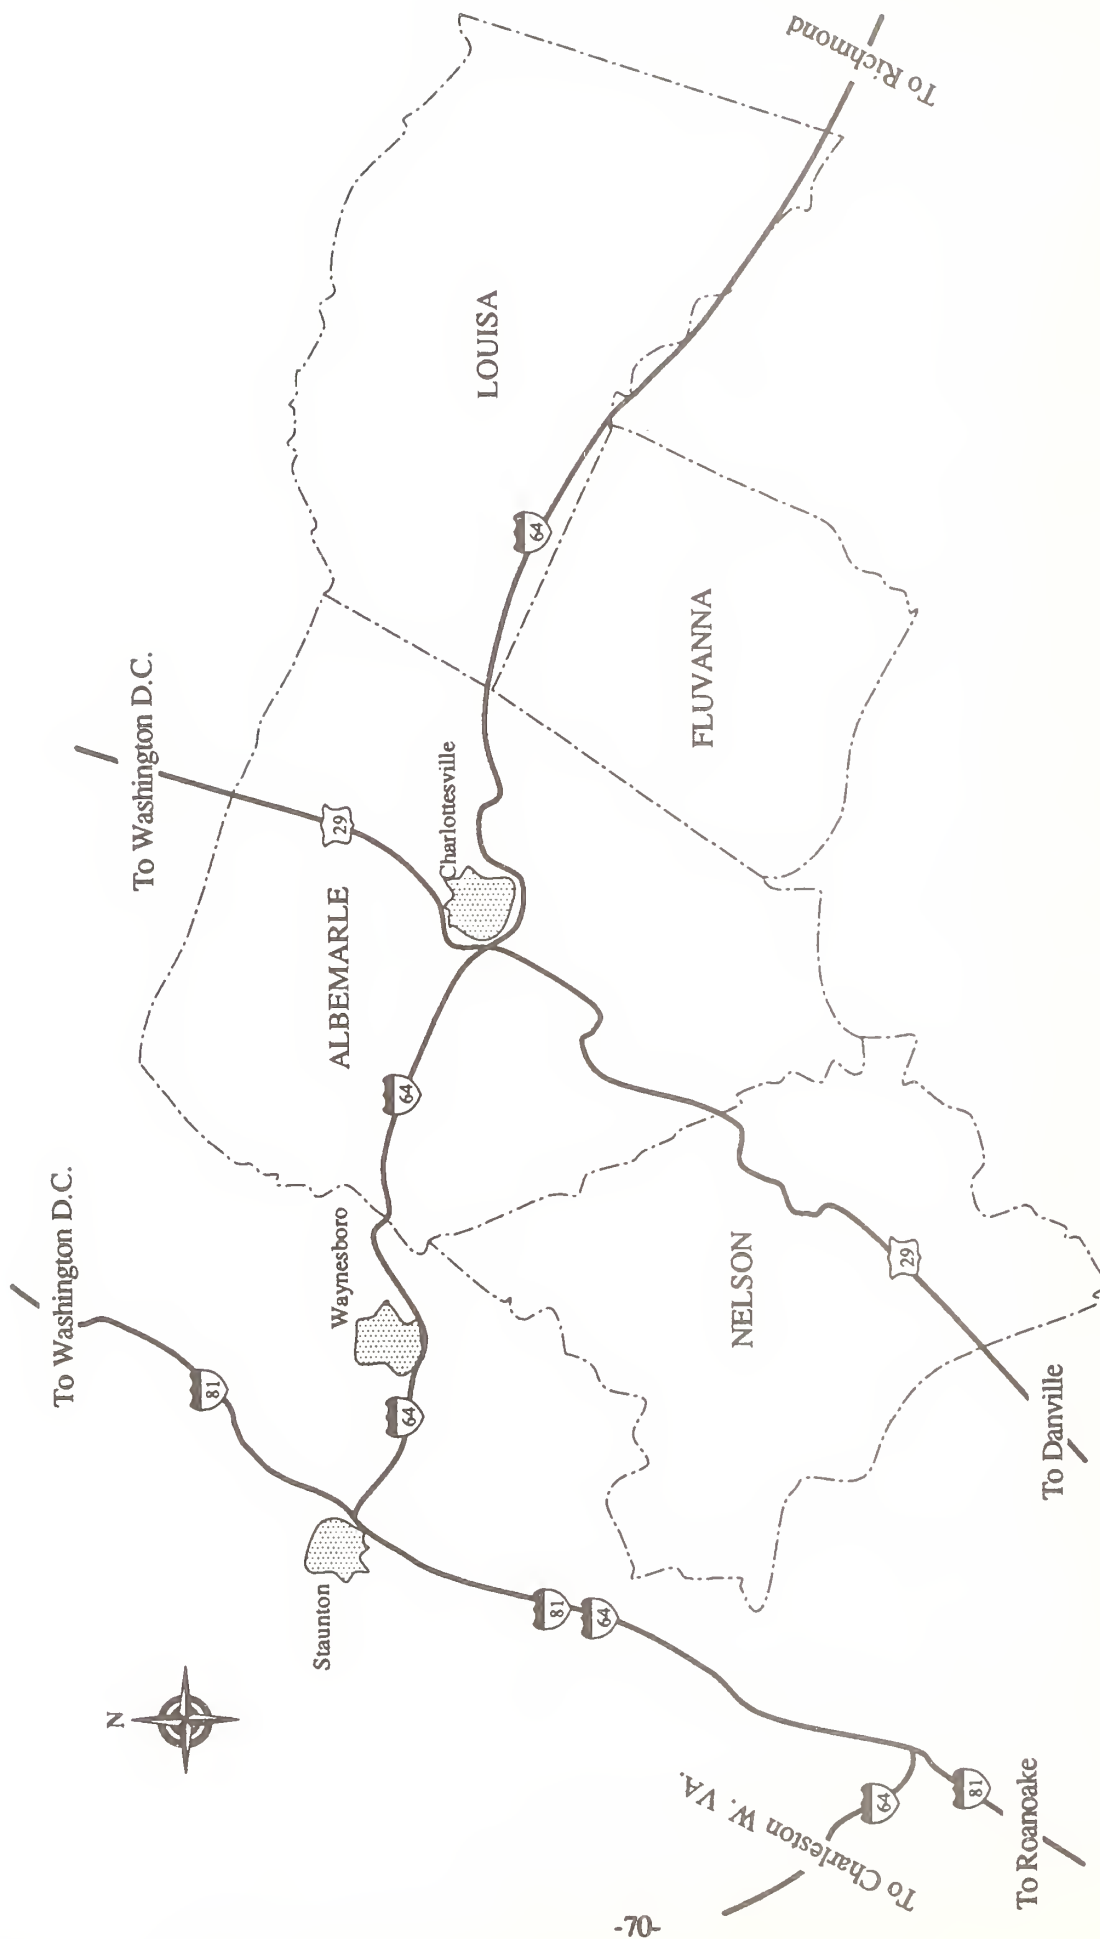 N
To Washington D.C.
To Washington D.C.
81
Staunton
Waynesboro
64
64
ALBEMARLE
29
Charlottesville
LOUISA
64
To Richmond
FLUVANNA
NELSON
29
To Danville
81
64
To Charleston W. VA.
64
81
To Roanoake
-70-